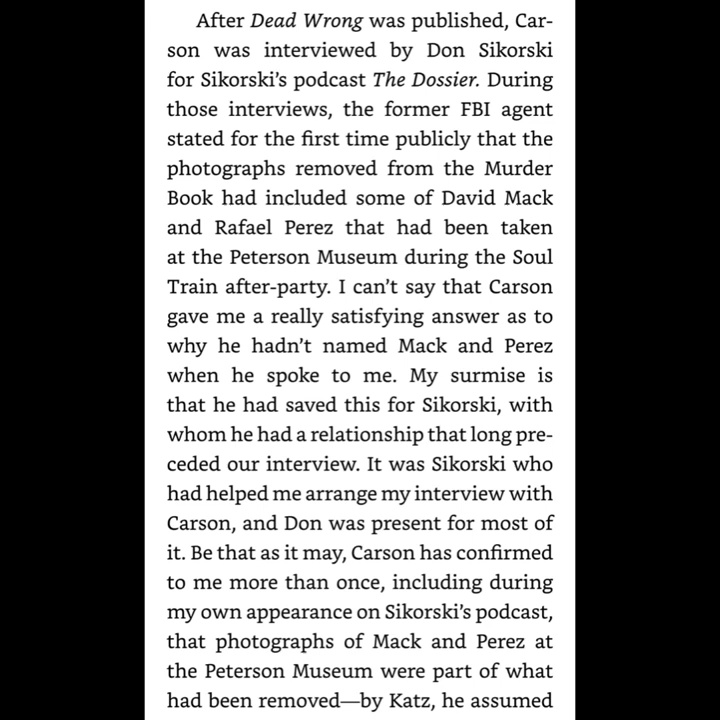 After Dead Wrong was published, Car-
son was interviewed by Don Sikorski
for Sikorski’s podcast The Dossier. During
those interviews, the former FBI agent
stated for the first time publicly that the
photographs removed from the Murder
Book had included some of David Mack
and Rafael Perez that had been taken
at the Peterson Museum during the Soul
Train after-party. I can’t say that Carson
gave me a really satisfying answer as to
why he hadn’t named Mack and Perez
when he spoke to me. My surmise is
that he had saved this for Sikorski, with
whom he had a relationship that long pre-
ceded our interview. It was Sikorski who
had helped me arrange my interview with
Carson, and Don was present for most of
it. Be that as it may, Carson has confirmed
to me more than once, including during
my own appearance on Sikorski’s podcast,
that photographs of Mack and Perez at
the Peterson Museum were part of what
had been removed—by Katz, he assumed